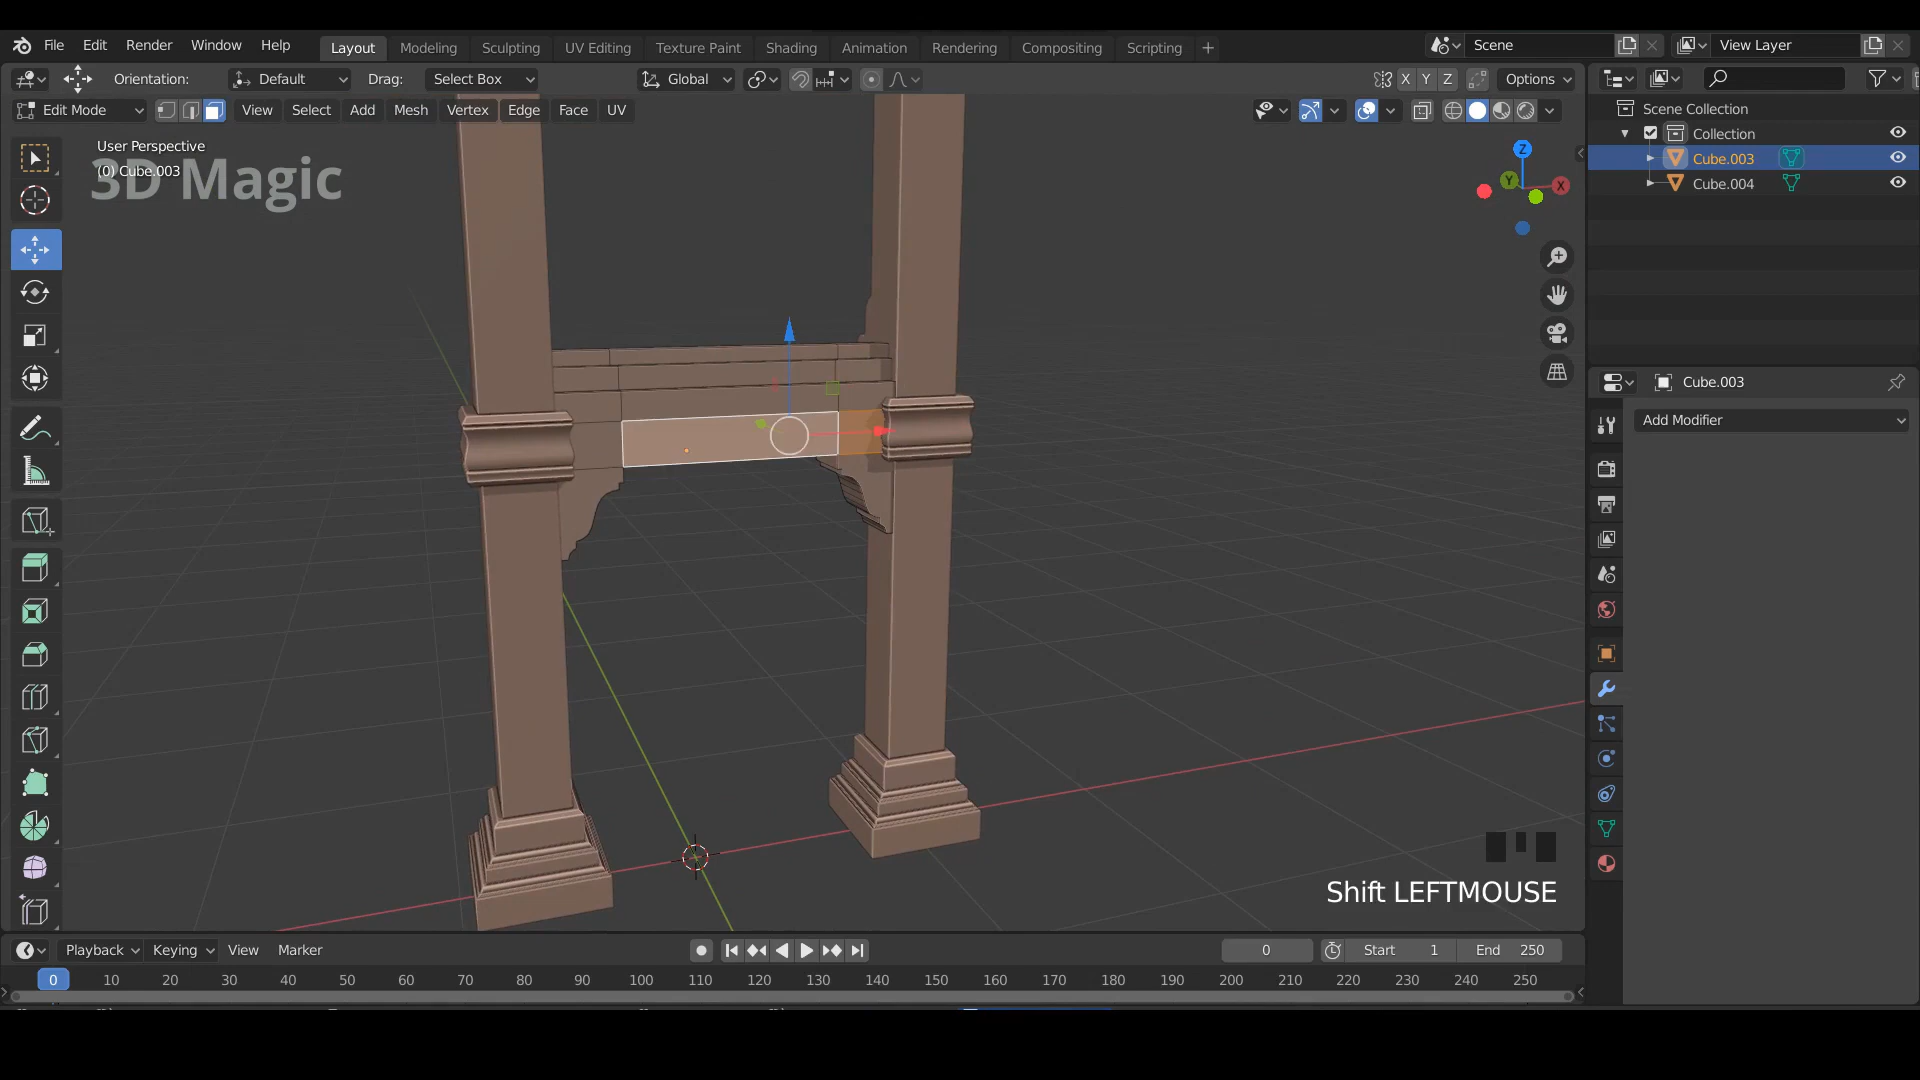 File Edit Render Window Help Layout Modeling Sculpting UV Editing Texture Paint Shading Animation Rendering Compositing Scripting + Scene View Layer
Orientation: Default Drag: Select Box Global X Y Z Options
Edit Mode View Select Add Mesh Vertex Edge Face UV
Scene Collection
Collection
Cube.003
Cube.004
User Perspective
(0) Cube.003
3D Magic
Z
Y
X
Cube.003
Add Modifier
Shift LEFTMOUSE
Playback Keying View Marker 0 Start 1 End 250
0 10 20 30 40 50 60 70 80 90 100 110 120 130 140 150 160 170 180 190 200 210 220 230 240 250